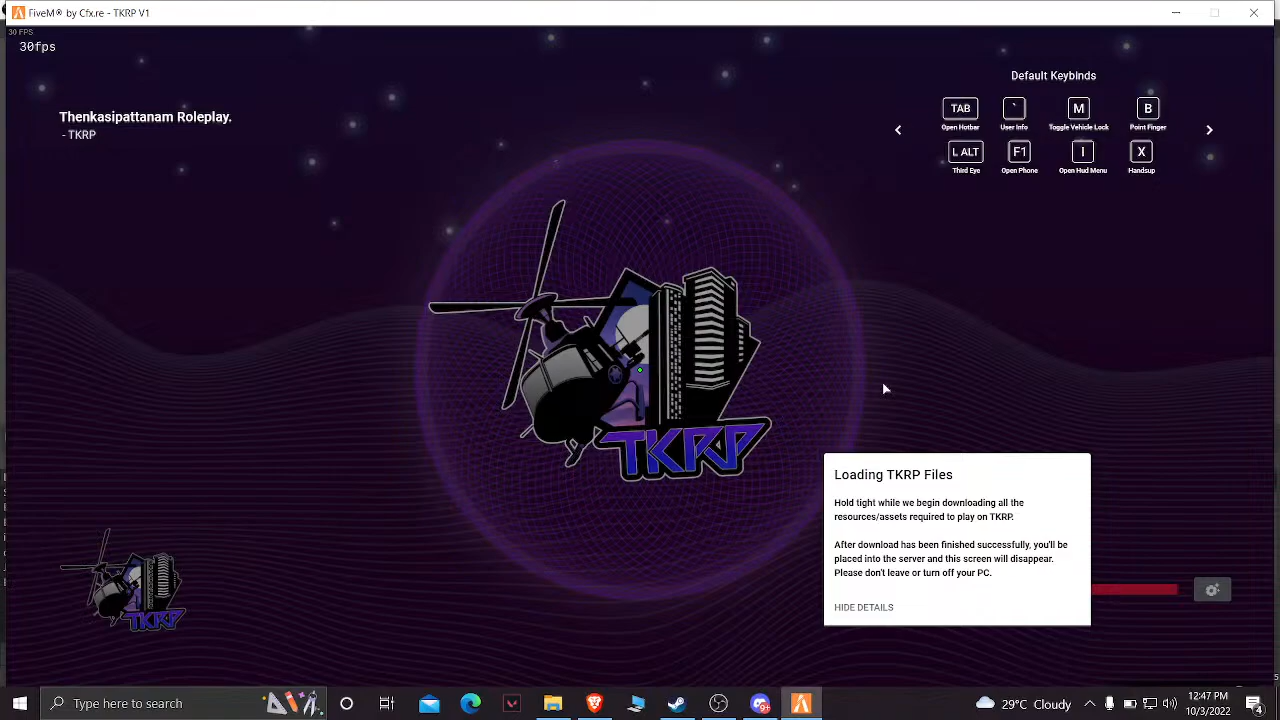 FiveM® by Cfx.re - TKRP V1
30 FPS
30fps
Thenkasipattanam Roleplay.
- TKRP
Default Keybinds
TAB ` M B
Open Hotbar User Info Toggle Vehicle Lock Point Finger
L ALT F1 I X
Third Eye Open Phone Open Hud Menu Handsup
TKRP
Loading TKRP Files
Hold tight while we begin downloading all the
resources/assets required to play on TKRP.
After download has been finished successfully, you'll be
placed into the server and this screen will disappear.
Please don't leave or turn off your PC.
HIDE DETAILS
TKRP
Type here to search
29°C Cloudy
12:47 PM
10/3/2022